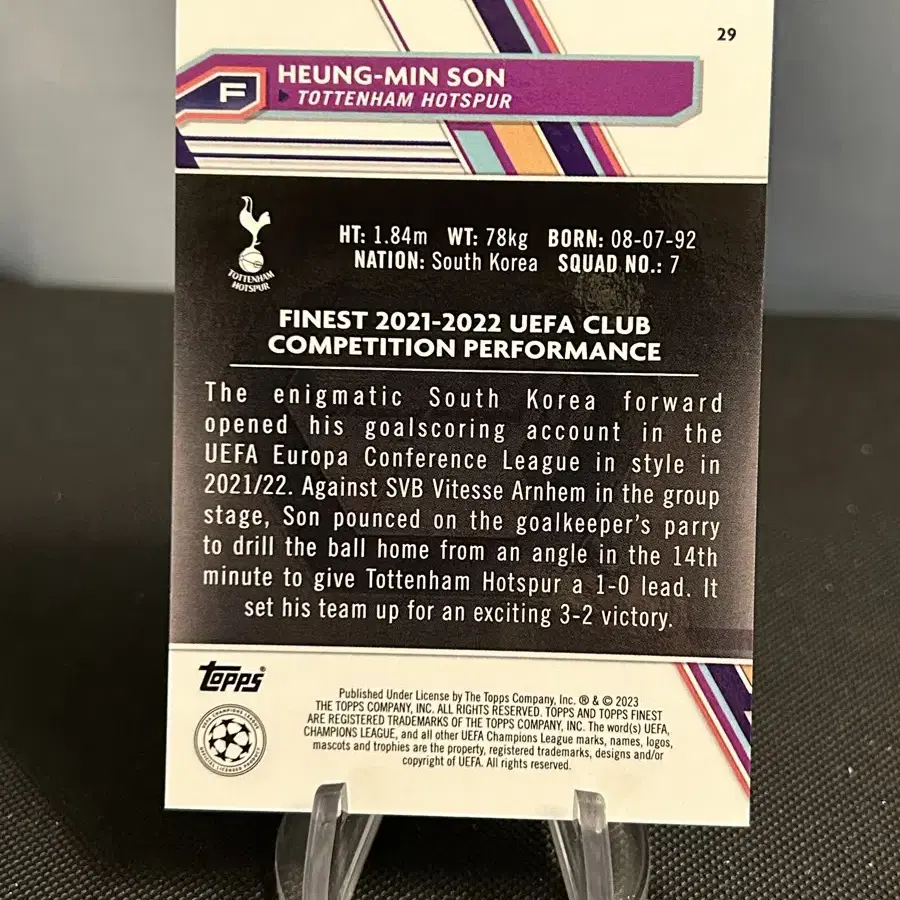 29
F
HEUNG-MIN SON
TOTTENHAM HOTSPUR
TOTTENHAM
HOTSPUR
HT: 1.84m WT: 78kg BORN: 08-07-92
NATION: South Korea SQUAD NO.: 7
FINEST 2021-2022 UEFA CLUB
COMPETITION PERFORMANCE
The enigmatic South Korea forward
opened his goalscoring account in the
UEFA Europa Conference League in style in
2021/22. Against SVB Vitesse Arnhem in the group
stage, Son pounced on the goalkeeper's parry
to drill the ball home from an angle in the 14th
minute to give Tottenham Hotspur a 1-0 lead. It
set his team up for an exciting 3-2 victory.
topps®
UEFA CHAMPIONS LEAGUE
OFFICIAL LICENSED PRODUCT
Published Under License by The Topps Company, Inc. ® & © 2023
THE TOPPS COMPANY, INC. ALL RIGHTS RESERVED. TOPPS AND TOPPS FINEST
ARE REGISTERED TRADEMARKS OF THE TOPPS COMPANY, INC. The word(s) UEFA,
CHAMPIONS LEAGUE, and all other UEFA Champions League marks, names, logos,
mascots and trophies are the property, registered trademarks, designs and/or
copyright of UEFA. All rights reserved.